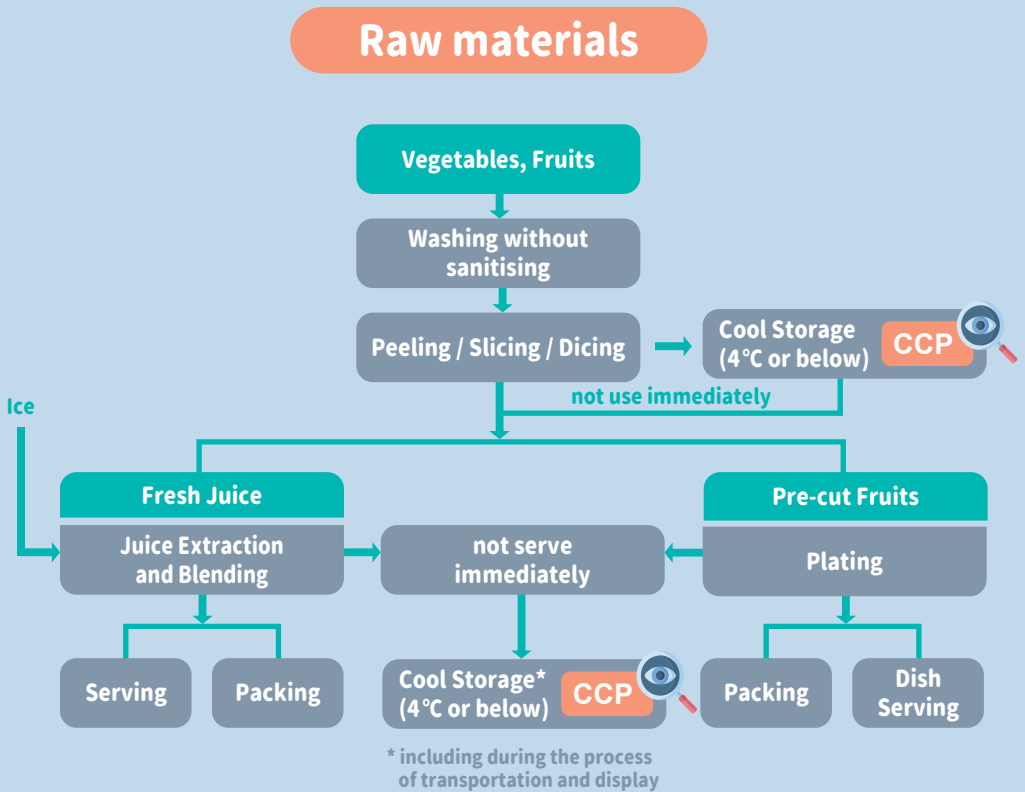 Raw materials
Vegetables, Fruits
Washing without
sanitising
Peeling / Slicing / Dicing
Cool Storage
(4°C or below)
CCP
not use immediately
Ice
Fresh Juice
Juice Extraction
and Blending
not serve
immediately
Pre-cut Fruits
Plating
Serving
Packing
Cool Storage*
(4°C or below)
CCP
Packing
Dish
Serving
* including during the process
of transportation and display